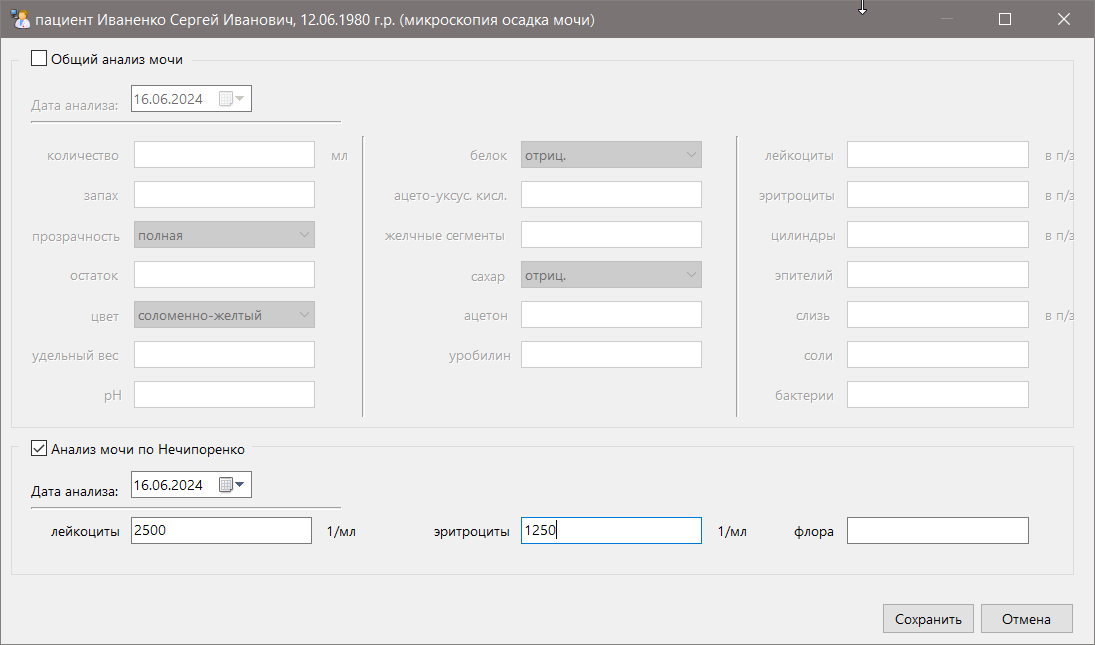 пациент Иваненко Сергей Иванович, 12.06.1980 г.р. (микроскопия осадка мочи)
Общий анализ мочи
Дата анализа: 16.06.2024
количество мл
запах
прозрачность полная
остаток
цвет соломенно-желтый
удельный вес
pH
белок отриц.
ацето-уксус. кисл.
желчные сегменты
сахар отриц.
ацетон
уробилин
лейкоциты в п/з
эритроциты в п/з
цилиндры в п/з
эпителий
слизь в п/з
соли
бактерии
Анализ мочи по Нечипоренко
Дата анализа: 16.06.2024
лейкоциты 2500 1/мл эритроциты 1250 1/мл флора
Сохранить Отмена